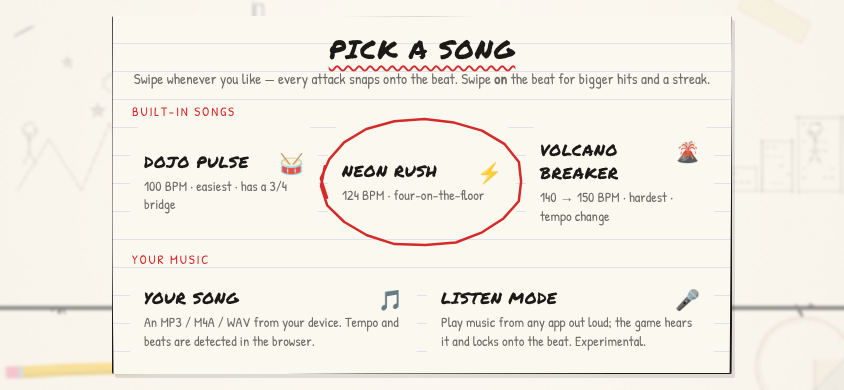 PICK A SONG
Swipe whenever you like — every attack snaps onto the beat. Swipe on the beat for bigger hits and a streak.
BUILT-IN SONGS
DOJO PULSE
100 BPM · easiest · has a 3/4
bridge
NEON RUSH
124 BPM · four-on-the-floor
VOLCANO
BREAKER
140 → 150 BPM · hardest ·
tempo change
YOUR MUSIC
YOUR SONG
An MP3 / M4A / WAV from your device. Tempo and
beats are detected in the browser.
LISTEN MODE
Play music from any app out loud; the game hears
it and locks onto the beat. Experimental.